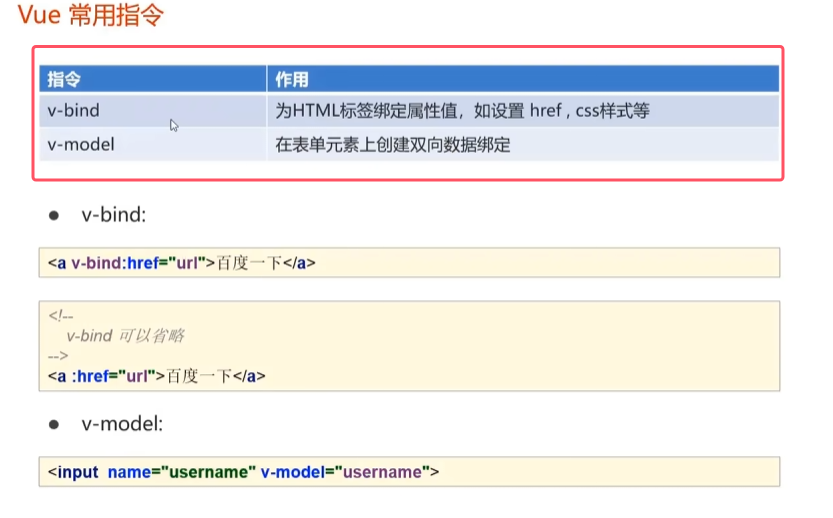 Vue 常用指令
指令 作用
v-bind 为HTML标签绑定属性值，如设置 href , css样式等
v-model 在表单元素上创建双向数据绑定
● v-bind:
<a v-bind:href="url">百度一下</a>
<!--
v-bind 可以省略
-->
<a :href="url">百度一下</a>
● v-model:
<input name="username" v-model="username">